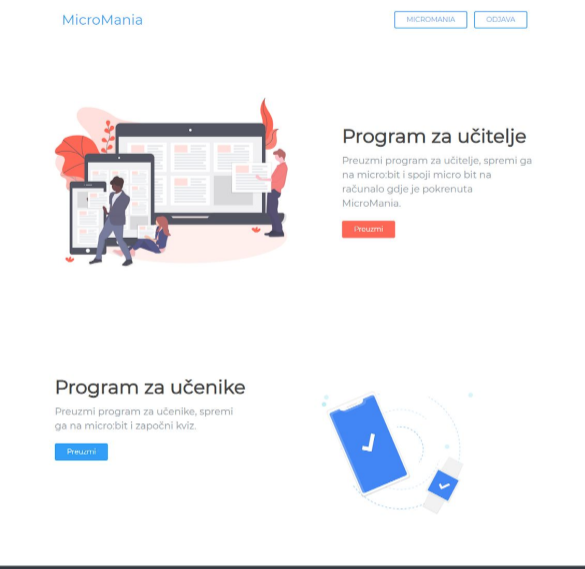 MicroMania
MICROMANIA
ODJAVA
Program za učitelje
Preuzmi program za učitelje, spremi ga
na micro:bit i spoji micro bit na
računalo gdje je pokrenuta
MicroMania.
Preuzmi
Program za učenike
Preuzmi program za učenike, spremi
ga na micro:bit i započni kviz.
Preuzmi